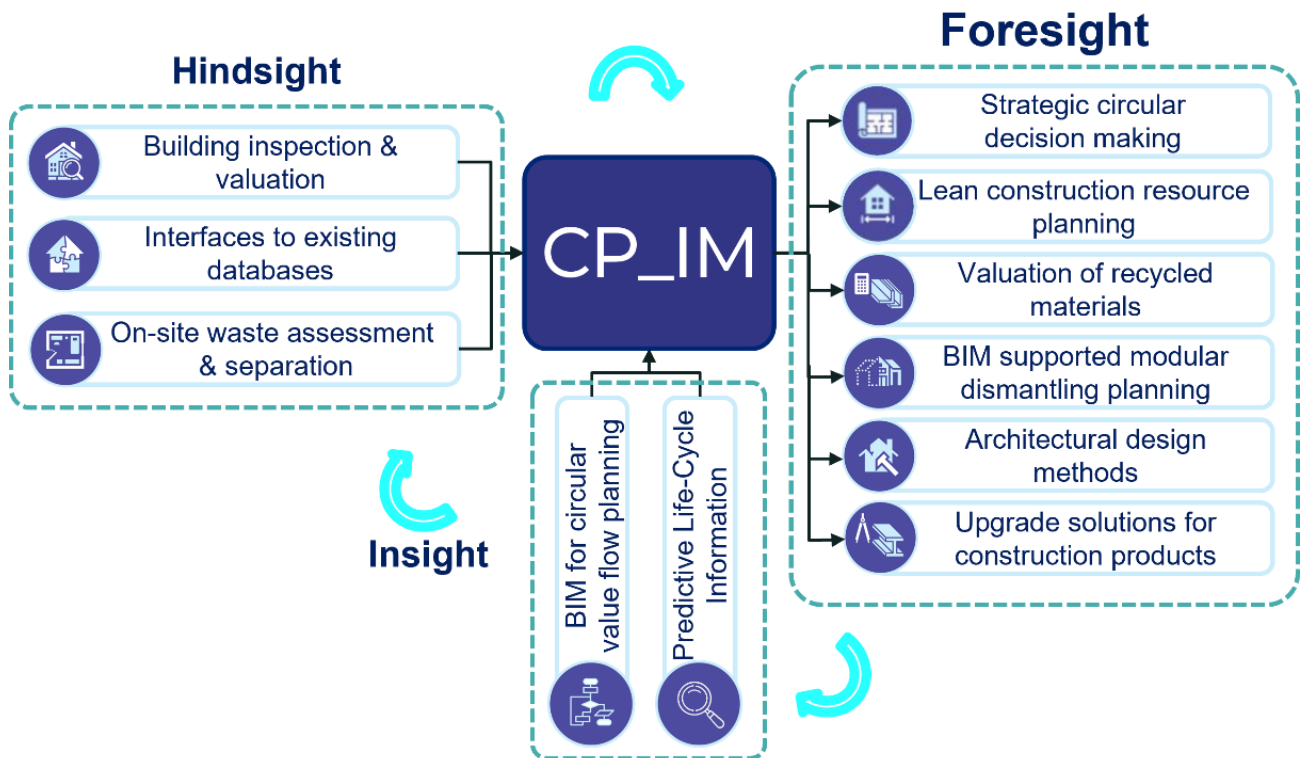 Hindsight
Building inspection &
valuation
Interfaces to existing
databases
On-site waste assessment
& separation
CP_IM
Insight
BIM for circular
value flow planning
Predictive Life-Cycle
Information
Foresight
Strategic circular
decision making
Lean construction resource
planning
Valuation of recycled
materials
BIM supported modular
dismantling planning
Architectural design
methods
Upgrade solutions for
construction products